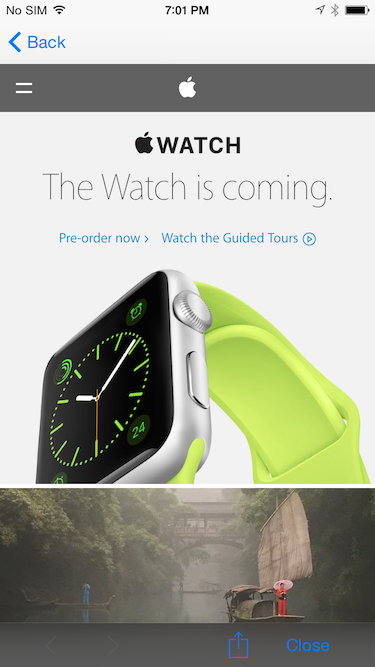 No SIM 7:01 PM
Back
WATCH
The Watch is coming.
Pre-order now Watch the Guided Tours
24
Close